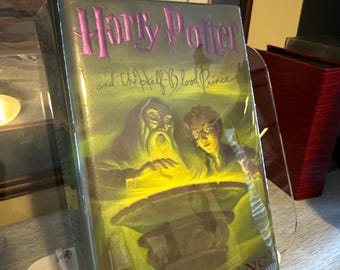 Harry Potter
and the Half-Blood Prince